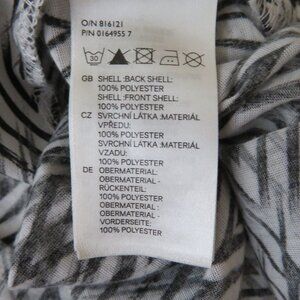 O/N 816121
P/N 0164955 7
30
GB SHELL :BACK SHELL:
100% POLYESTER
SHELL :FRONT SHELL:
100% POLYESTER
CZ SVRCHNÍ LÁTKA :MATERIÁL
VPŘEDU:
100% POLYESTER
SVRCHNÍ LÁTKA :MATERIÁL
VZADU:
100% POLYESTER
DE OBERMATERIAL:
OBERMATERIAL -
RÜCKENTEIL:
100% POLYESTER
OBERMATERIAL:
OBERMATERIAL -
VORDERSEITE:
100% POLYESTER